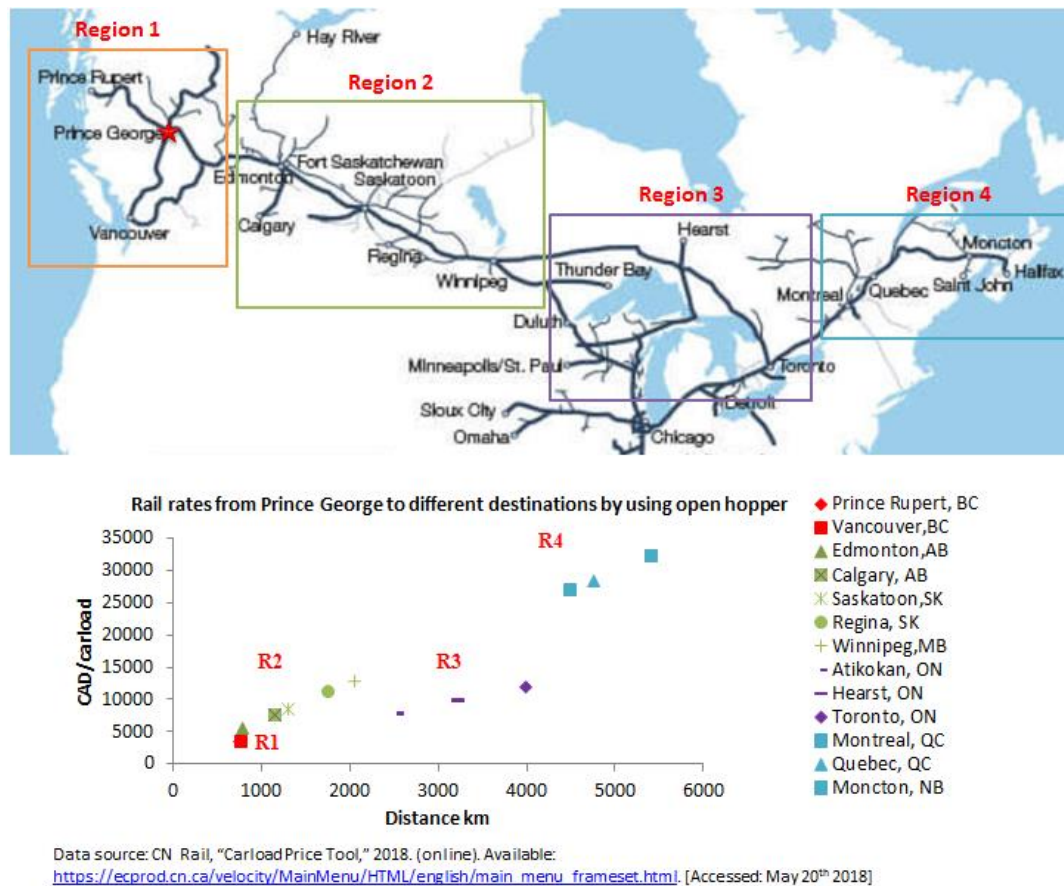 Region 1
Hay River
Prince Rupert
Region 2
Prince George
Fort Saskatchewan
Edmonton
Saskatoon
Region 3
Region 4
Calgary
Vancouver
Hearst
Moncton
Regina
Thunder Bay
Halifax
Winnipeg
Quebec
Saint John
Montreal
Duluth
Minneapolis/St. Paul
Toronto
Detroit
Sioux City
Omaha
Chicago
Rail rates from Prince George to different destinations by using open hopper
CAD/carload
35000
30000
25000
20000
15000
10000
5000
0
R4
R2
R3
R1
0 1000 2000 3000 4000 5000 6000
Distance km
Prince Rupert, BC
Vancouver,BC
Edmonton,AB
Calgary, AB
Saskatoon,SK
Regina, SK
Winnipeg,MB
Atikokan, ON
Hearst, ON
Toronto, ON
Montreal, QC
Quebec, QC
Moncton, NB
Data source: CN Rail, “Carload Price Tool,” 2018. (online). Available:
https://ecprod.cn.ca/velocity/MainMenu/HTML/english/main_menu_frameset.html. [Accessed: May 20th 2018]